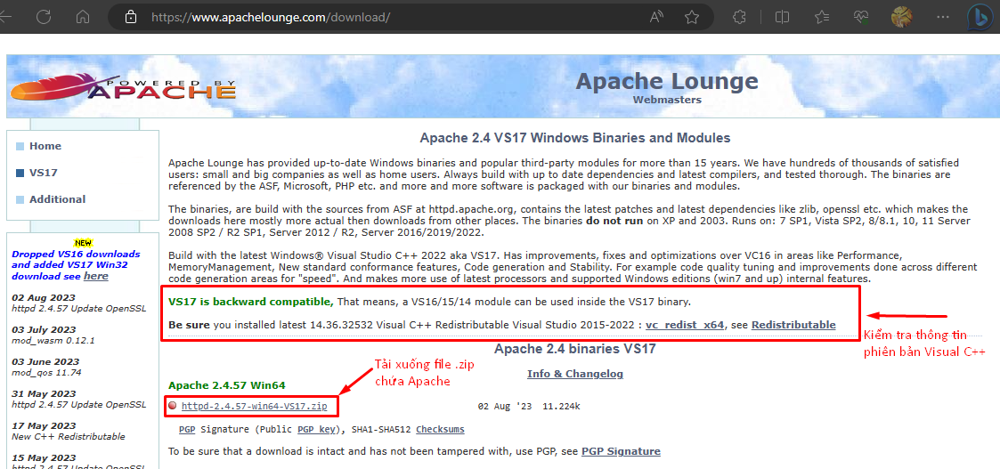 https://www.apachelounge.com/download/
POWERED BY
APACHE
Apache Lounge
Webmasters
Home
VS17
Additional
NEW
Dropped VS16 downloads
and added VS17 Win32
download see here
02 Aug 2023
httpd 2.4.57 Update OpenSSL
03 July 2023
mod_wasm 0.12.1
03 June 2023
mod_qos 11.74
31 May 2023
httpd 2.4.57 Update OpenSSL
17 May 2023
New C++ Redistributable
15 May 2023
httpd 2.4.57 Update OpenSSL
Apache 2.4 VS17 Windows Binaries and Modules
Apache Lounge has provided up-to-date Windows binaries and popular third-party modules for more than 15 years. We have hundreds of thousands of satisfied
users: small and big companies as well as home users. Always build with up to date dependencies and latest compilers, and tested thorough. The binaries are
referenced by the ASF, Microsoft, PHP etc. and more and more software is packaged with our binaries and modules.
The binaries, are build with the sources from ASF at httpd.apache.org, contains the latest patches and latest dependencies like zlib, openssl etc. which makes the
downloads here mostly more actual then downloads from other places. The binaries do not run on XP and 2003. Runs on: 7 SP1, Vista SP2, 8/8.1, 10, 11 Server
2008 SP2 / R2 SP1, Server 2012 / R2, Server 2016/2019/2022.
Build with the latest Windows® Visual Studio C++ 2022 aka VS17. Has improvements, fixes and optimizations over VC16 in areas like Performance,
MemoryManagement, New standard conformance features, Code generation and Stability. For example code quality tuning and improvements done across different
code generation areas for "speed". And makes more use of latest processors and supported Windows editions (win7 and up) internal features.
VS17 is backward compatible, That means, a VS16/15/14 module can be used inside the VS17 binary.
Be sure you installed latest 14.36.32532 Visual C++ Redistributable Visual Studio 2015-2022 : vc_redist_x64, see Redistributable
Kiểm tra thông tin
phiên bản Visual C++
Apache 2.4 binaries VS17
Tải xuống file .zip
chứa Apache
Info & Changelog
Apache 2.4.57 Win64
httpd-2.4.57-win64-VS17.zip 02 Aug '23 11.224k
PGP Signature (Public PGP key), SHA1-SHA512 Checksums
To be sure that a download is intact and has not been tampered with, use PGP, see PGP Signature